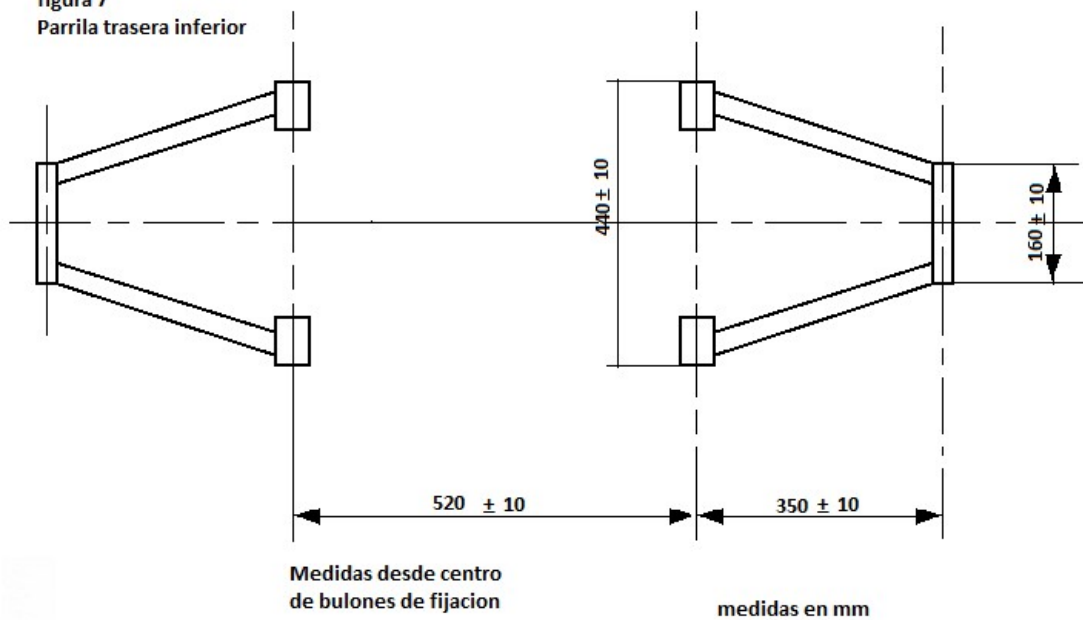 figura 7
Parrila trasera inferior
440± 10
160± 10
520 ± 10
350 ± 10
Medidas desde centro
de bulones de fijacion
medidas en mm